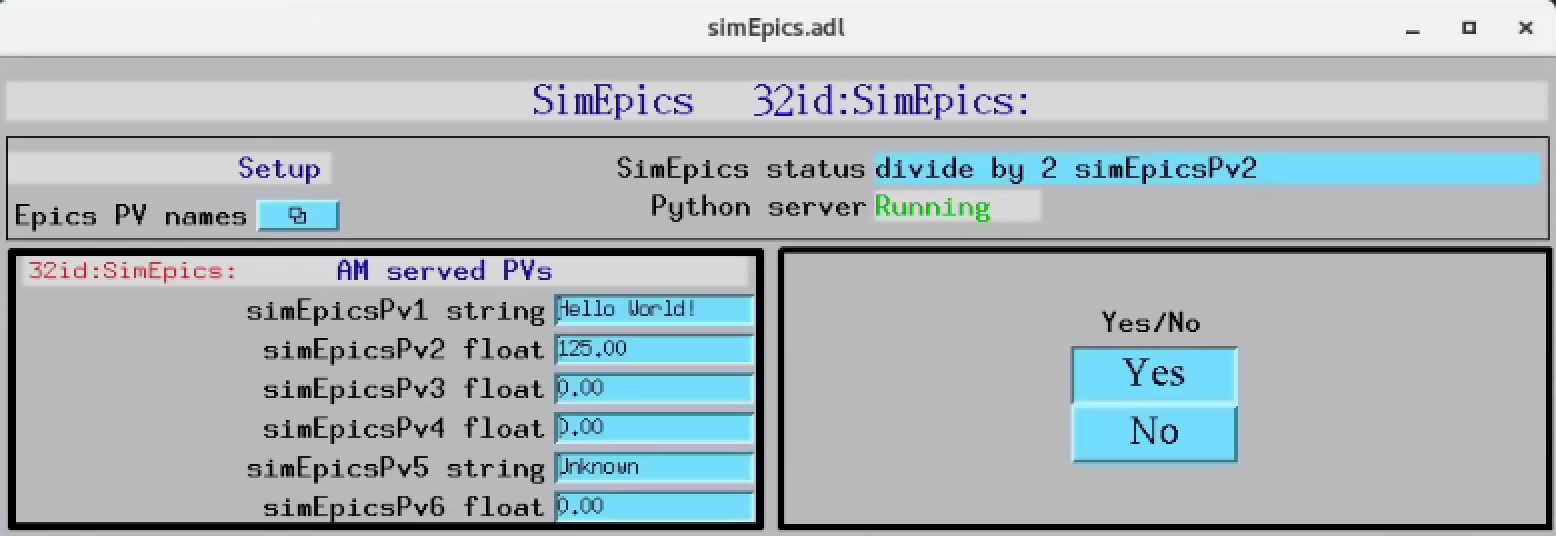 simEpics.adl
SimEpics 32id:SimEpics:
Setup
Epics PV names
SimEpics status divide by 2 simEpicsPv2
Python server Running
32id:SimEpics: AM served PVs
simEpicsPv1 string Hello World!
simEpicsPv2 float 125.00
simEpicsPv3 float 0.00
simEpicsPv4 float 0.00
simEpicsPv5 string Unknown
simEpicsPv6 float 0.00
Yes/No
Yes
No